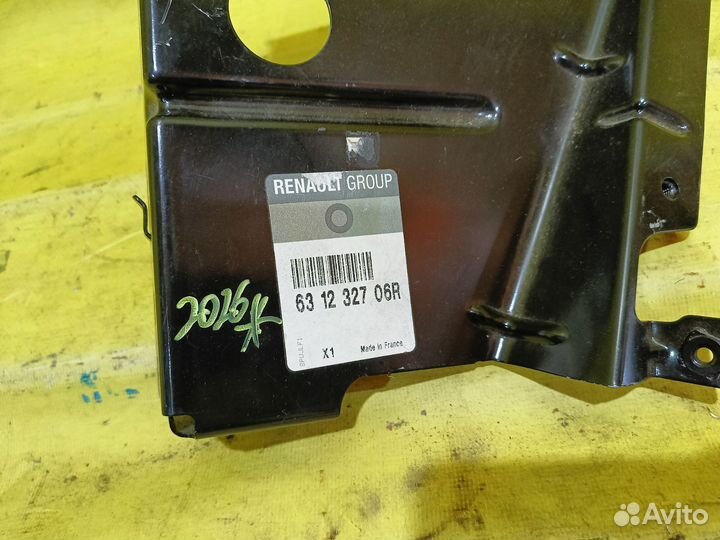 RENAULT GROUP
63 12 327 06R
X1 Made in France
Avito